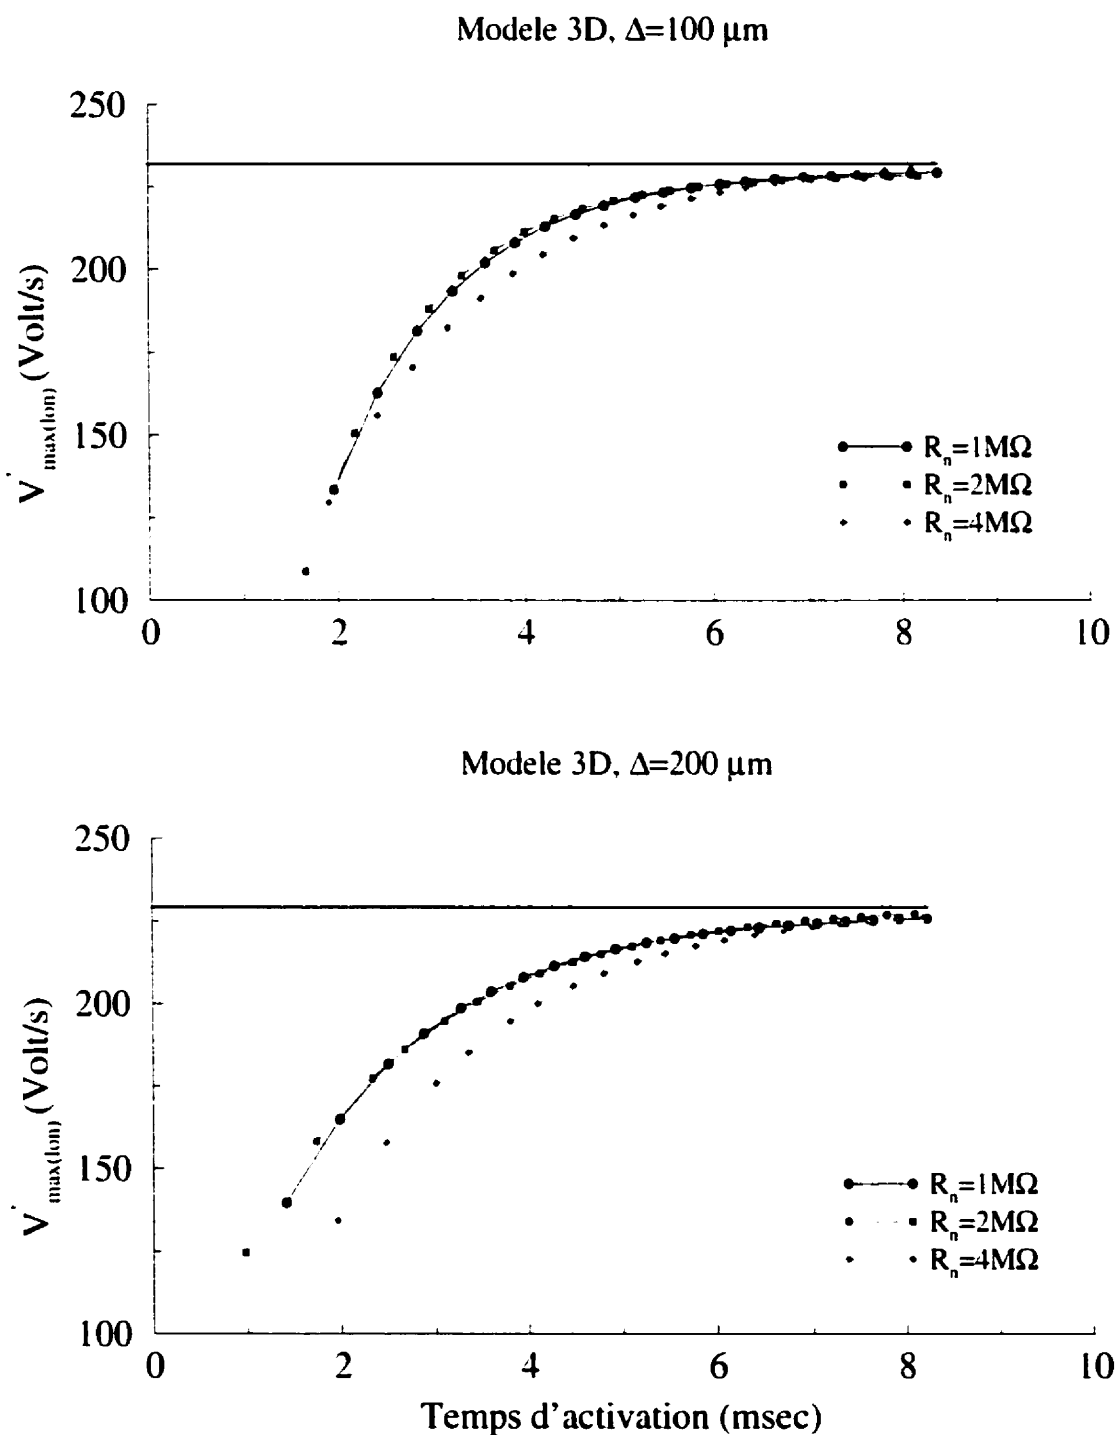 Modele 3D, Δ=100 μm
250
200
150
100
0 2 4 6 8 10
V̇max(lon) (Volt/s)
Rn=1MΩ
Rn=2MΩ
Rn=4MΩ
Modele 3D, Δ=200 μm
250
200
150
100
0 2 4 6 8 10
V̇max(lon) (Volt/s)
Rn=1MΩ
Rn=2MΩ
Rn=4MΩ
Temps d'activation (msec)